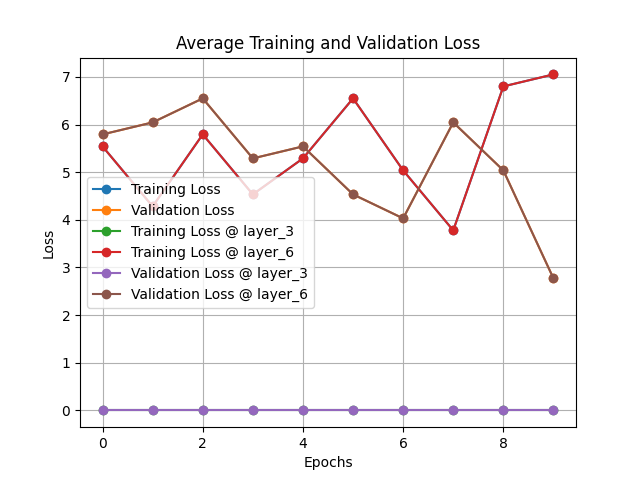 Average Training and Validation Loss
7
6
5
4
3
2
1
0
Loss
Training Loss
Validation Loss
Training Loss @ layer_3
Training Loss @ layer_6
Validation Loss @ layer_3
Validation Loss @ layer_6
0 2 4 6 8
Epochs